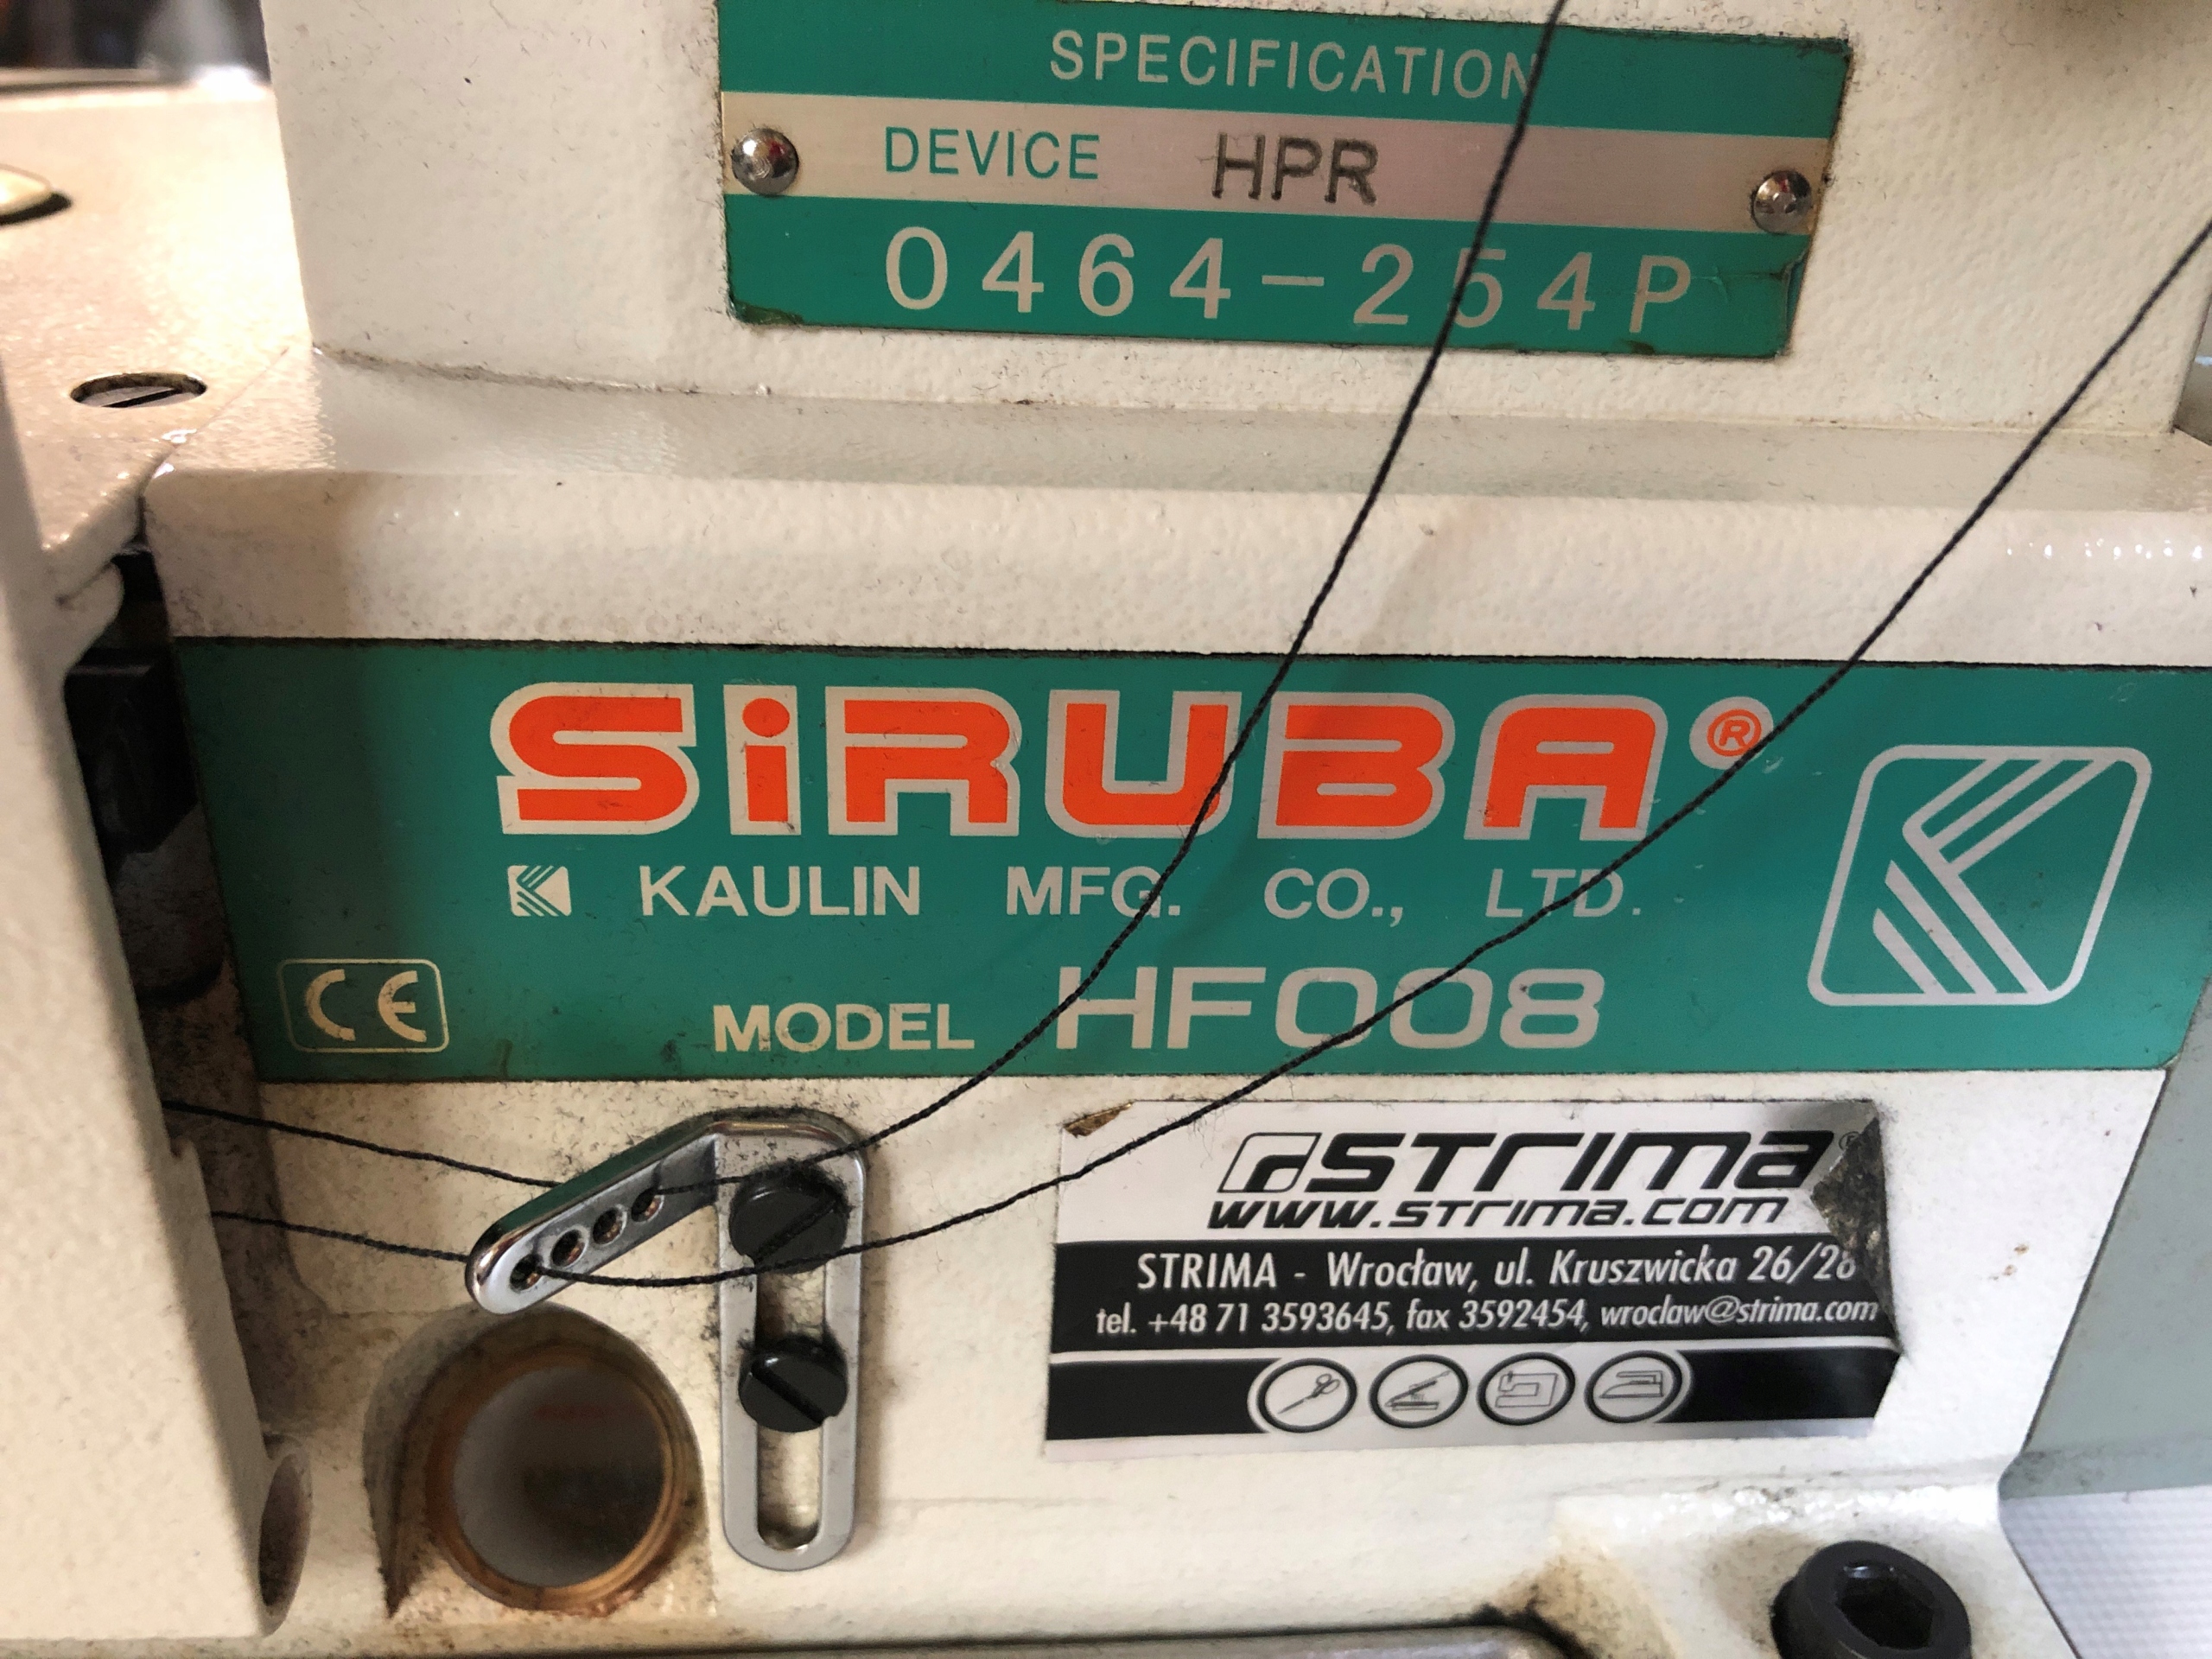 SPECIFICATION
DEVICE HPR
0464-254P
SiRUBA®
KAULIN MFG. CO., LTD.
CE MODEL HF008
STRIMA®
www.strima.com
STRIMA - Wrocław, ul. Kruszwicka 26/28
tel. +48 71 3593645, fax 3592454, wroclaw@strima.com